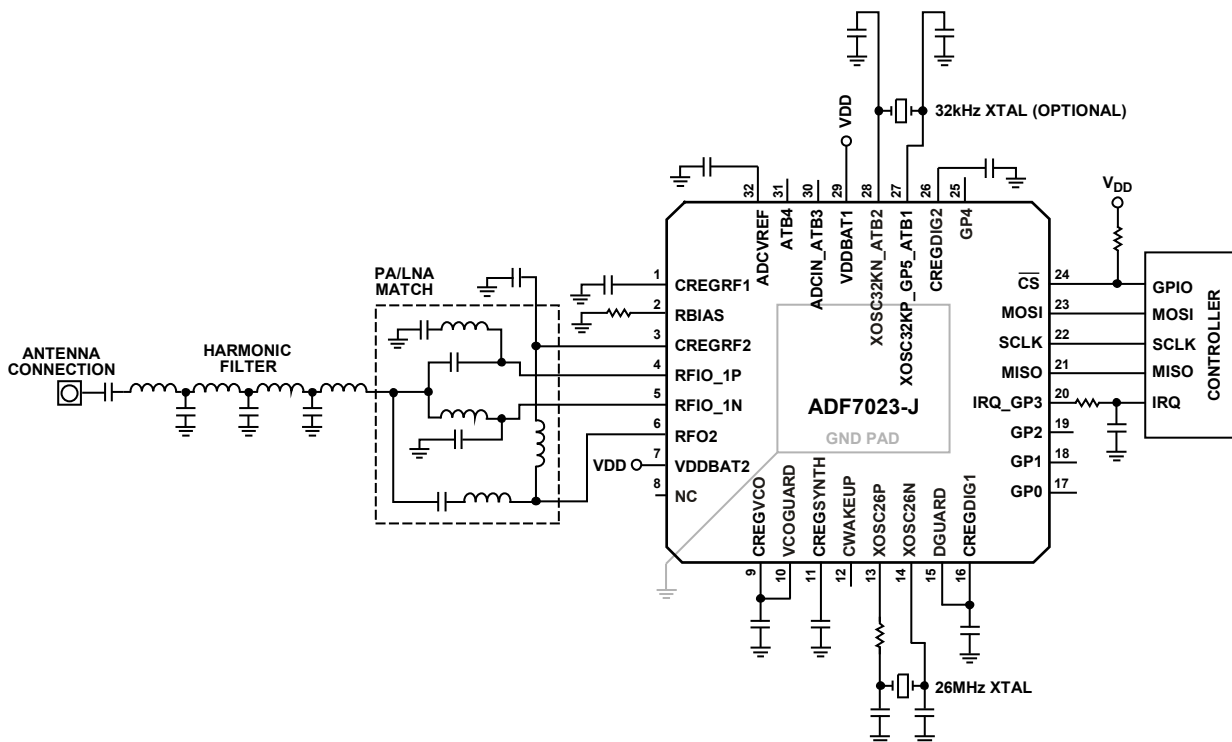 32kHz XTAL (OPTIONAL)
VDD
32
31
30
29
28
27
26
25
ADCVREF
ATB4
ADCIN_ATB3
VDDBAT1
XOSC32KN_ATB2
XOSC32KP_GP5_ATB1
CREGDIG2
GP4
VDD
PA/LNA
MATCH
ANTENNA
CONNECTION
HARMONIC
FILTER
1 CREGRF1
2 RBIAS
3 CREGRF2
4 RFIO_1P
5 RFIO_1N
6 RFO2
VDD 7 VDDBAT2
8 NC
ADF7023-J
GND PAD
CS 24 GPIO
MOSI 23 MOSI
SCLK 22 SCLK
MISO 21 MISO
IRQ_GP3 20 IRQ
GP2 19
GP1 18
GP0 17
CONTROLLER
CREGVCO
VCOGUARD
CREGSYNTH
CWAKEUP
XOSC26P
XOSC26N
DGUARD
CREGDIG1
9
10
11
12
13
14
15
16
26MHz XTAL